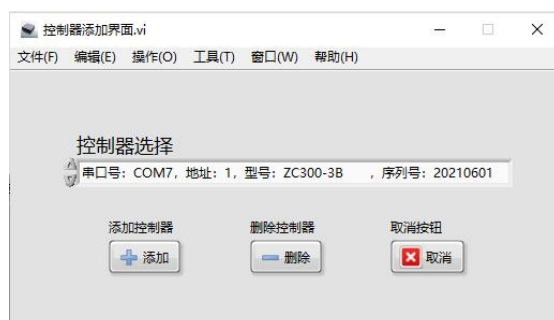 控制器添加界面.vi
文件(F) 编辑(E) 操作(O) 工具(T) 窗口(W) 帮助(H)
控制器选择
串口号：COM7，地址：1，型号：ZC300-3B ，序列号：20210601
添加控制器 删除控制器 取消按钮
添加 删除 取消